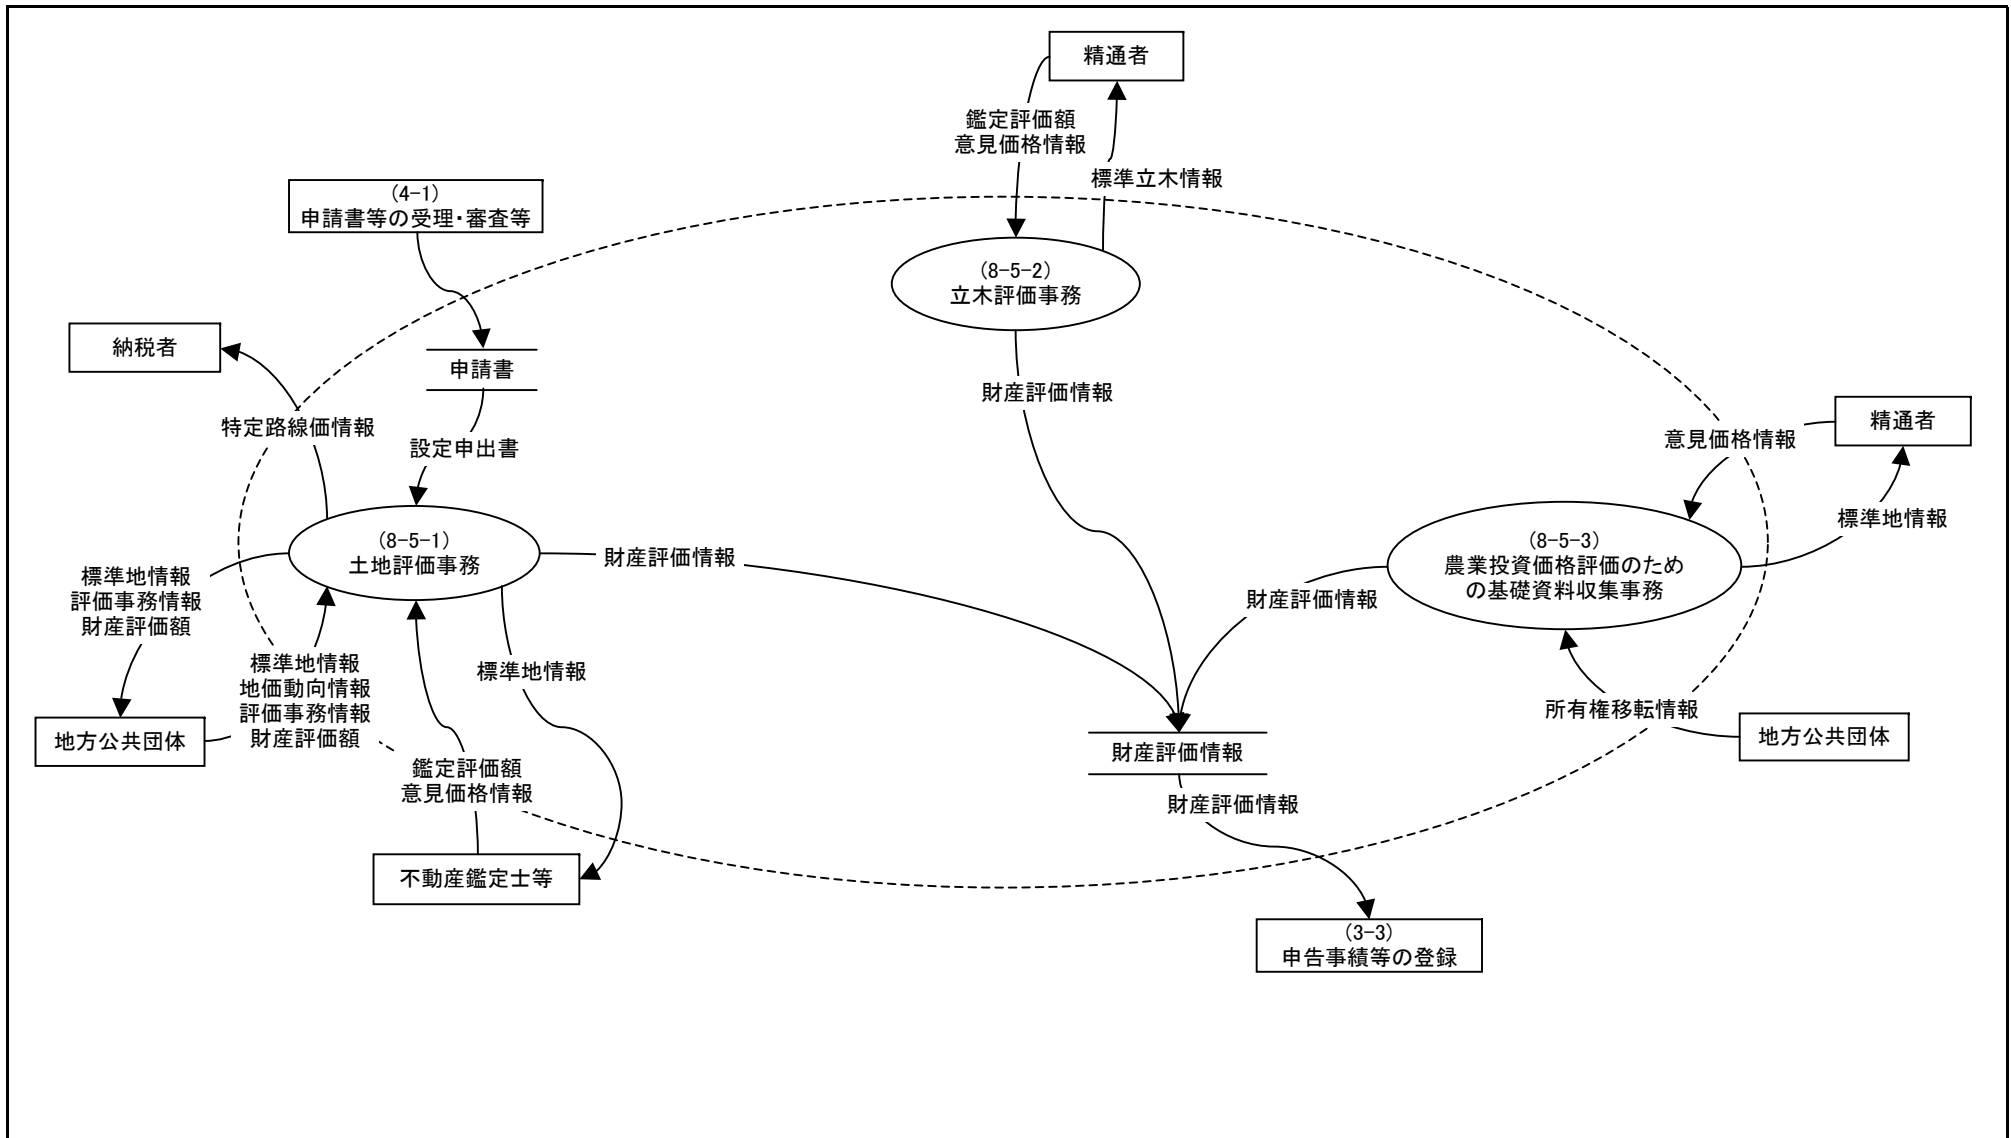 精通者
鑑定評価額
意見価格情報
標準立木情報
(4-1)
申請書等の受理・審査等
(8-5-2)
立木評価事務
納税者
申請書
財産評価情報
特定路線価情報
設定申出書
精通者
意見価格情報
標準地情報
(8-5-1)
土地評価事務
財産評価情報
(8-5-3)
農業投資価格評価のため
の基礎資料収集事務
財産評価情報
標準地情報
評価事務情報
財産評価額
標準地情報
地価動向情報
評価事務情報
財産評価額
標準地情報
所有権移転情報
地方公共団体
地方公共団体
財産評価情報
鑑定評価額
意見価格情報
財産評価情報
不動産鑑定士等
(3-3)
申告事績等の登録